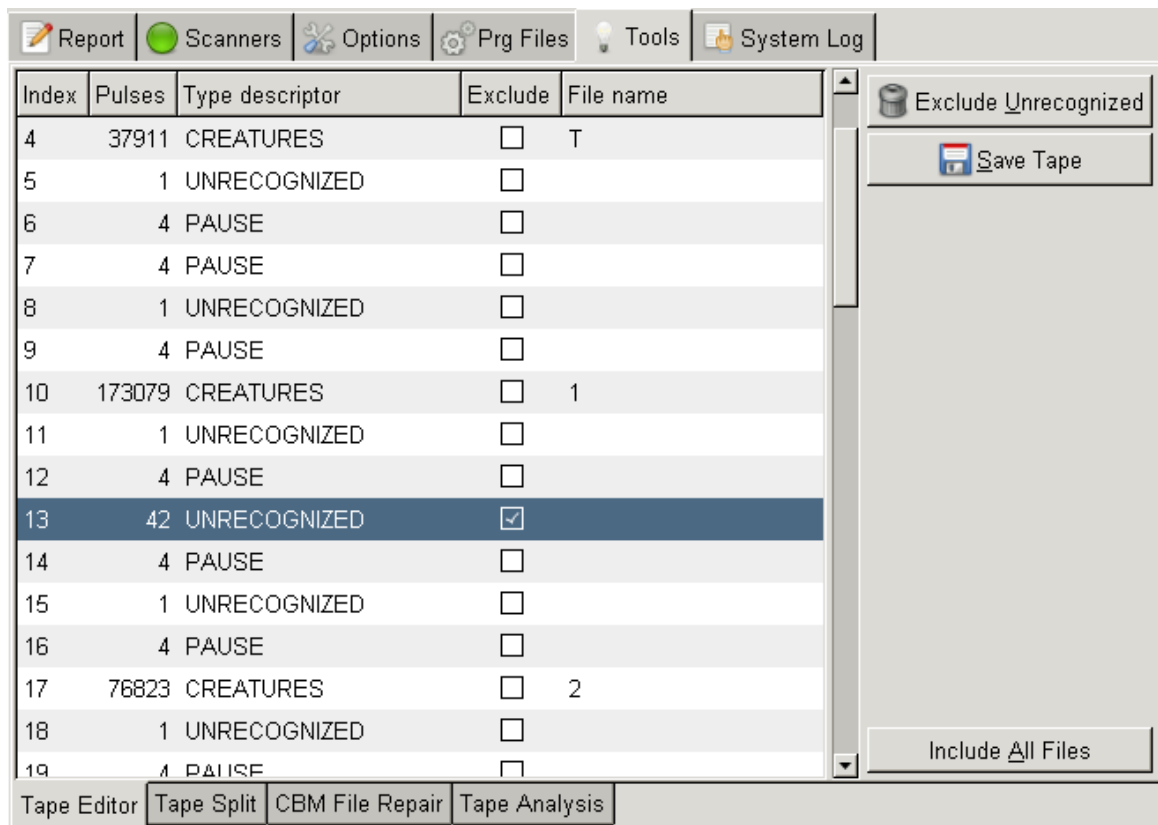 Report Scanners Options Prg Files Tools System Log
Index Pulses Type descriptor Exclude File name
Exclude Unrecognized
4 37911 CREATURES T
Save Tape
5 1 UNRECOGNIZED
6 4 PAUSE
7 4 PAUSE
8 1 UNRECOGNIZED
9 4 PAUSE
10 173079 CREATURES 1
11 1 UNRECOGNIZED
12 4 PAUSE
13 42 UNRECOGNIZED
14 4 PAUSE
15 1 UNRECOGNIZED
16 4 PAUSE
17 76823 CREATURES 2
18 1 UNRECOGNIZED
Include All Files
19 4 PAUSE
Tape Editor Tape Split CBM File Repair Tape Analysis